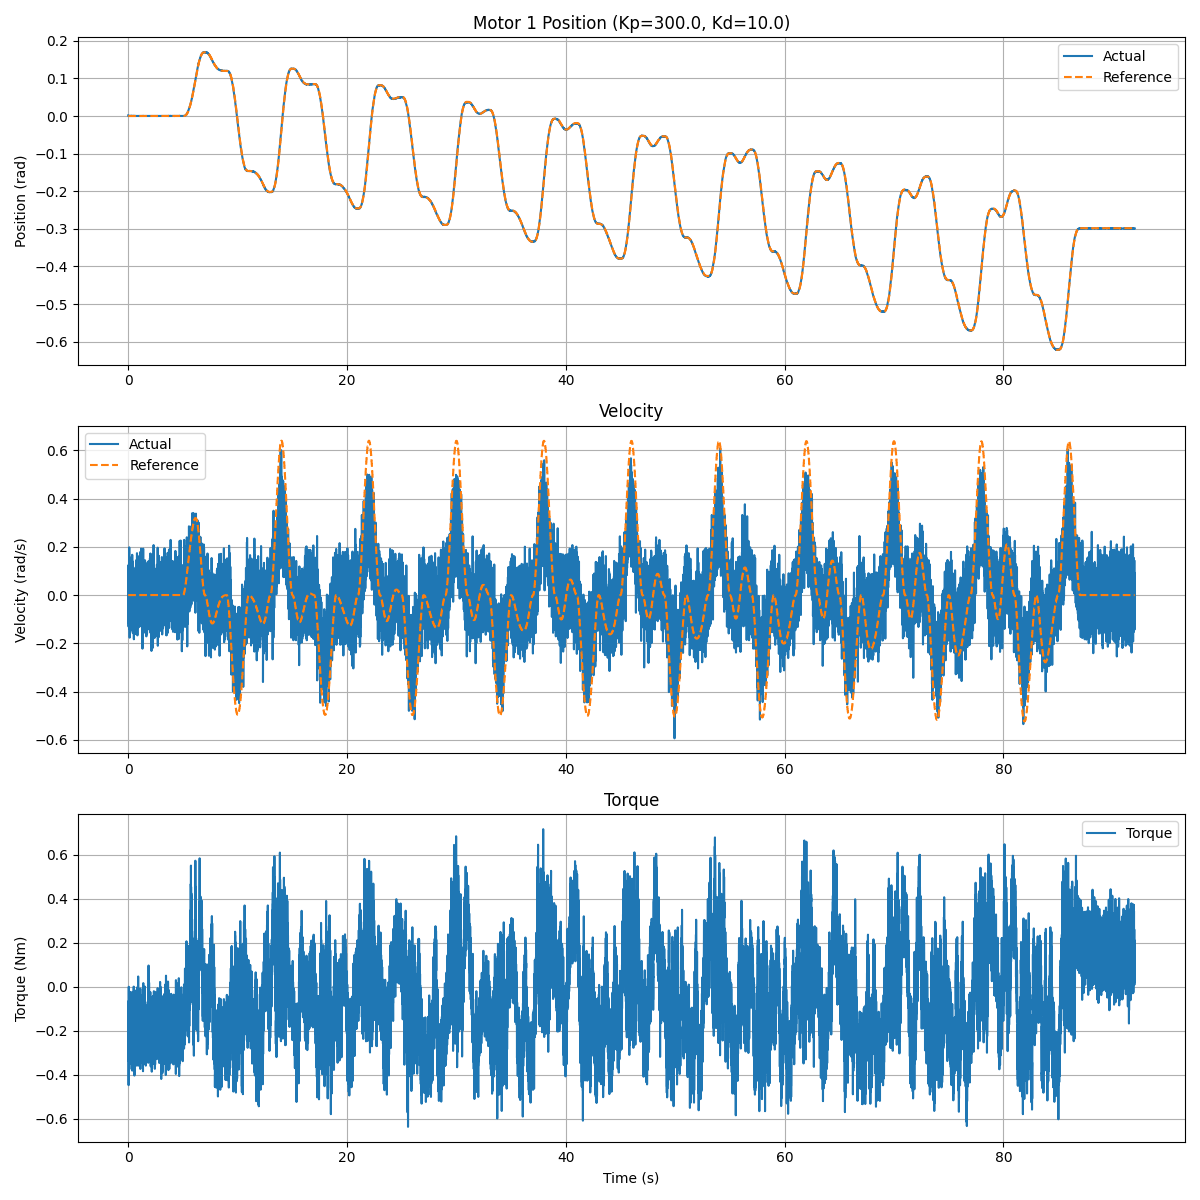 Motor 1 Position (Kp=300.0, Kd=10.0)
0.2
0.1
0.0
−0.1
−0.2
−0.3
−0.4
−0.5
−0.6
Position (rad)
Actual
Reference
0 20 40 60 80
Velocity
0.6
0.4
0.2
0.0
−0.2
−0.4
−0.6
Velocity (rad/s)
Actual
Reference
0 20 40 60 80
Torque
0.6
0.4
0.2
0.0
−0.2
−0.4
−0.6
Torque (Nm)
Torque
0 20 40 60 80
Time (s)